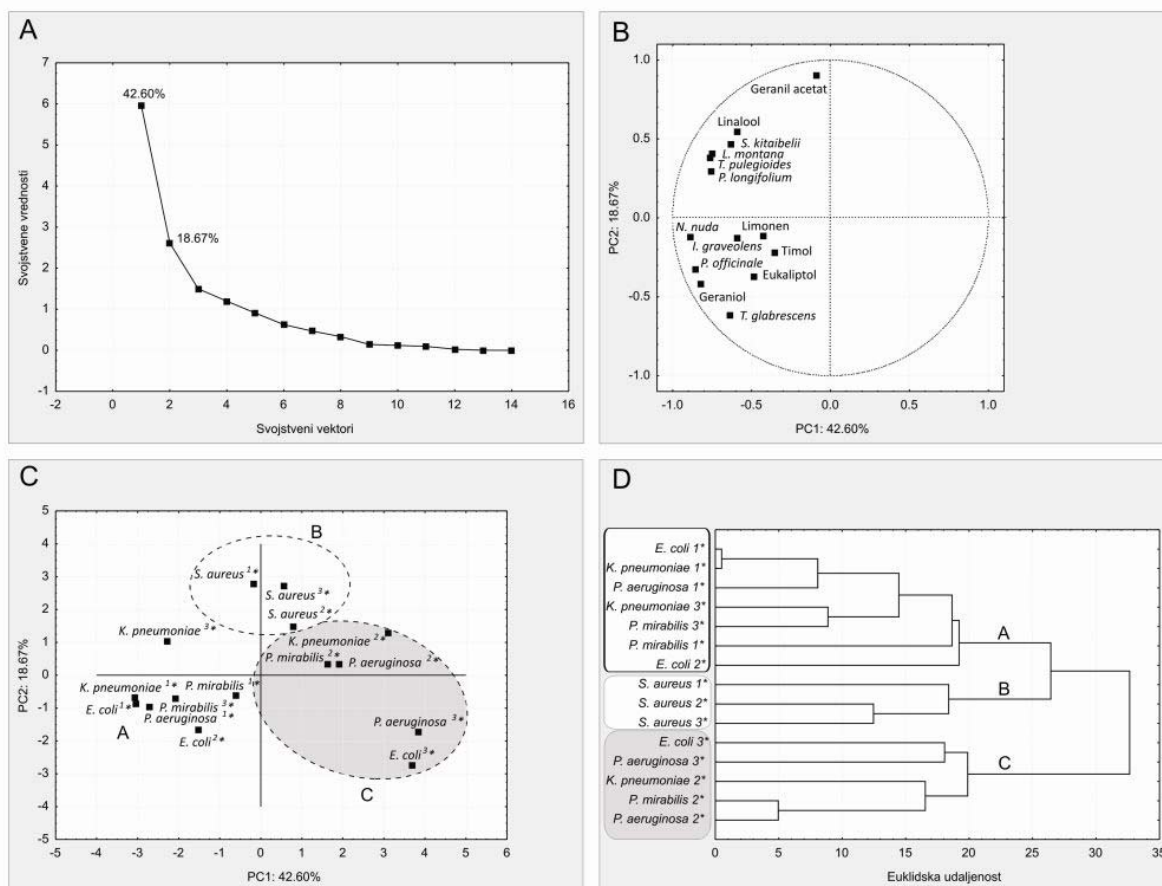 A
7
6
5
4
3
2
1
0
-1
42.60%
18.67%
-2 0 2 4 6 8 10 12 14 16
Svojstvene vrednosti
Svojstveni vektori
B
1.0
0.5
0.0
-0.5
-1.0
Geranil acetat
Linalool
S. kitaibelii
L. montana
T. pulegioides
P. longifolium
N. nuda
Limonen
I. graveolens
Timol
P. officinale
Eukaliptol
Geraniol
T. glabrescens
-1.0 -0.5 0.0 0.5 1.0
PC2: 18.67%
PC1: 42.60%
C
5
4
3
2
1
0
-1
-2
-3
-4
-5
B
S. aureus 1*
S. aureus 3*
S. aureus 2*
K. pneumoniae 3*
K. pneumoniae 2*
P. mirabilis 2*
P. aeruginosa 2*
K. pneumoniae 1*
P. mirabilis 1*
E. coli 1*
P. mirabilis 3*
P. aeruginosa 1*
A
E. coli 2*
P. aeruginosa 3*
E. coli 3*
C
-5 -4 -3 -2 -1 0 1 2 3 4 5 6
PC2: 18.67%
PC1: 42.60%
D
E. coli 1*
K. pneumoniae 1*
P. aeruginosa 1*
K. pneumoniae 3*
P. mirabilis 3*
P. mirabilis 1*
E. coli 2*
S. aureus 1*
S. aureus 2*
S. aureus 3*
E. coli 3*
P. aeruginosa 3*
K. pneumoniae 2*
P. mirabilis 2*
P. aeruginosa 2*
A
B
C
0 5 10 15 20 25 30 35
Euklidska udaljenost